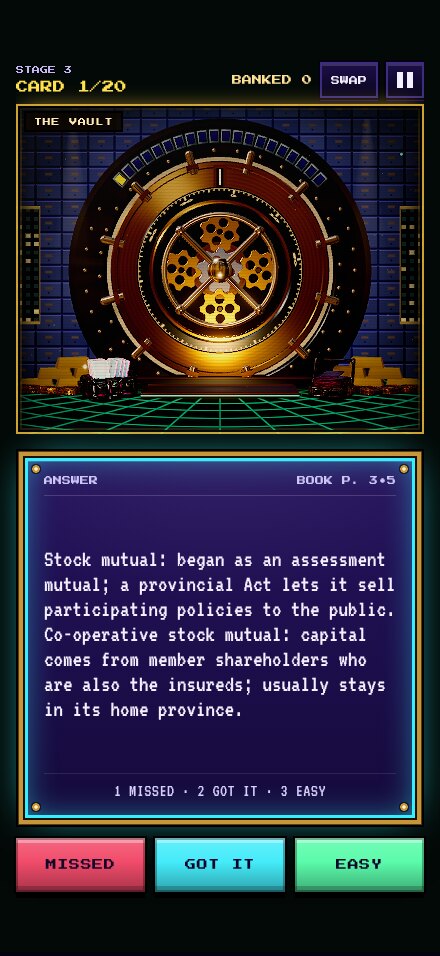 STAGE 3
CARD 1/20
BANKED 0
SWAP
THE VAULT
ANSWER
BOOK P. 3•5
Stock mutual: began as an assessment
mutual; a provincial Act lets it sell
participating policies to the public.
Co-operative stock mutual: capital
comes from member shareholders who
are also the insureds; usually stays
in its home province.
1 MISSED · 2 GOT IT · 3 EASY
MISSED
GOT IT
EASY